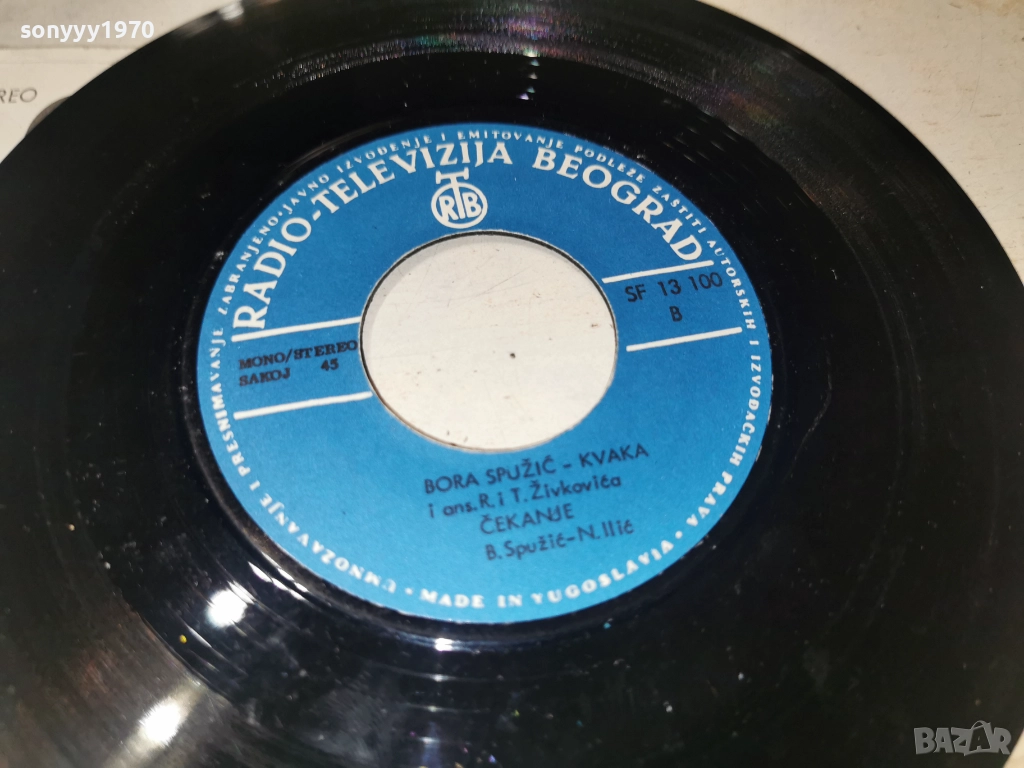 sonyyy1970
REO
UMNOŽAVANJE I PRESNIMAVANJE ZABRANJENO · JAVNO IZVOĐENJE I EMITOVANJE PODLEŽE ZAŠTITI AUTORSKIH I IZVOĐAČKIH PRAVA · MADE IN YUGOSLAVIA ·
RADIO-TELEVIZIJA BEOGRAD
RTB
SF 13 100
B
MONO/STEREO
SAKOJ 45
BORA SPUŽIĆ - KVAKA
i ans. R. i T. Živkovića
ČEKANJE
B. Spužić-N. Ilić
BAZAR